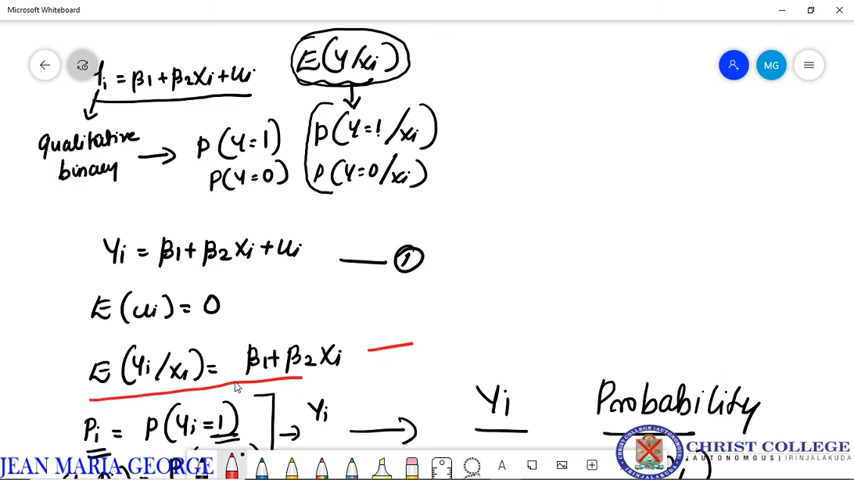 Microsoft Whiteboard
E(Y/Xi)
Yi = β1+β2Xi+ui
MG
Qualitative binary → P(Y=1) P(Y=1/Xi)
P(Y=0) P(Y=0/Xi)
Yi = β1+β2Xi+ui —— ①
E(ui) = 0
E(Yi/Xi) = β1+β2Xi
Yi Probability
Pi = P(Yi=1) → Yi →
JEAN MARIA GEORGE
CHRIST COLLEGE
(AUTONOMOUS), IRINJALAKUDA
A